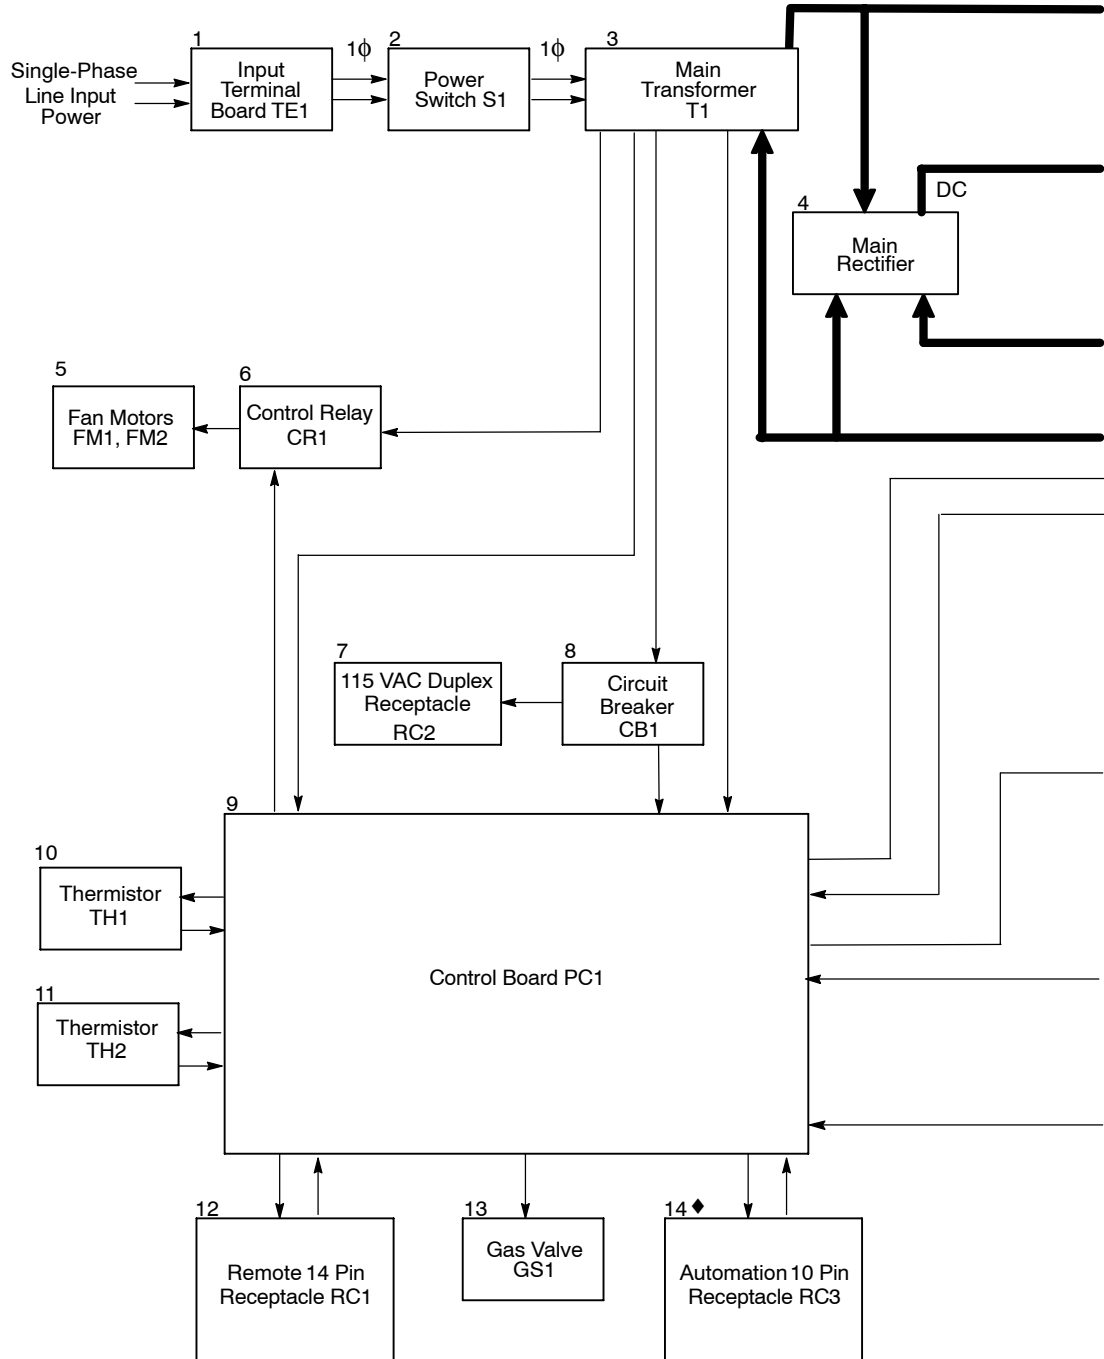 1
Single-Phase
Line Input
Power
Input
Terminal
Board TE1
1ϕ
2
Power
Switch S1
1ϕ
3
Main
Transformer
T1
DC
4
Main
Rectifier
5
Fan Motors
FM1, FM2
6
Control Relay
CR1
7
115 VAC Duplex
Receptacle
RC2
8
Circuit
Breaker
CB1
9
Control Board PC1
10
Thermistor
TH1
11
Thermistor
TH2
12
Remote 14 Pin
Receptacle RC1
13
Gas Valve
GS1
14 ♦
Automation 10 Pin
Receptacle RC3